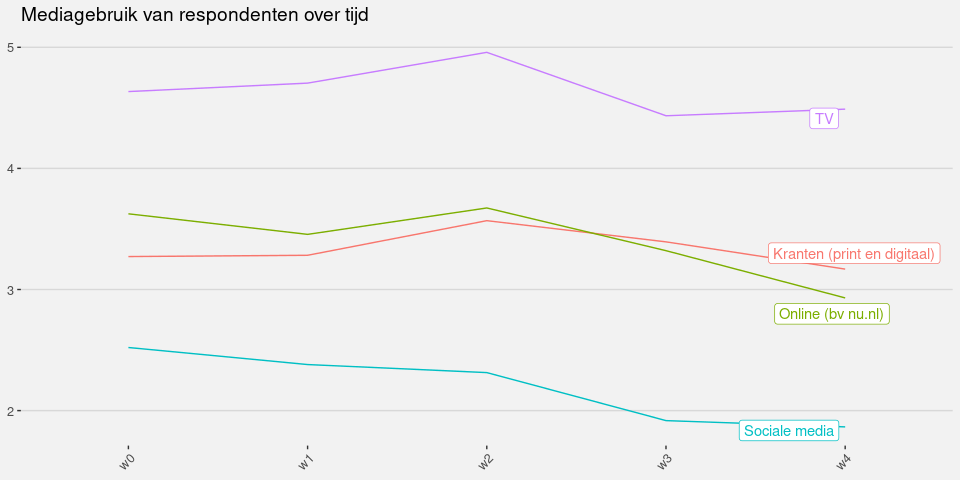 Mediagebruik van respondenten over tijd
5
4
3
2
TV
Kranten (print en digitaal)
Online (bv nu.nl)
Sociale media
w0
w1
w2
w3
w4